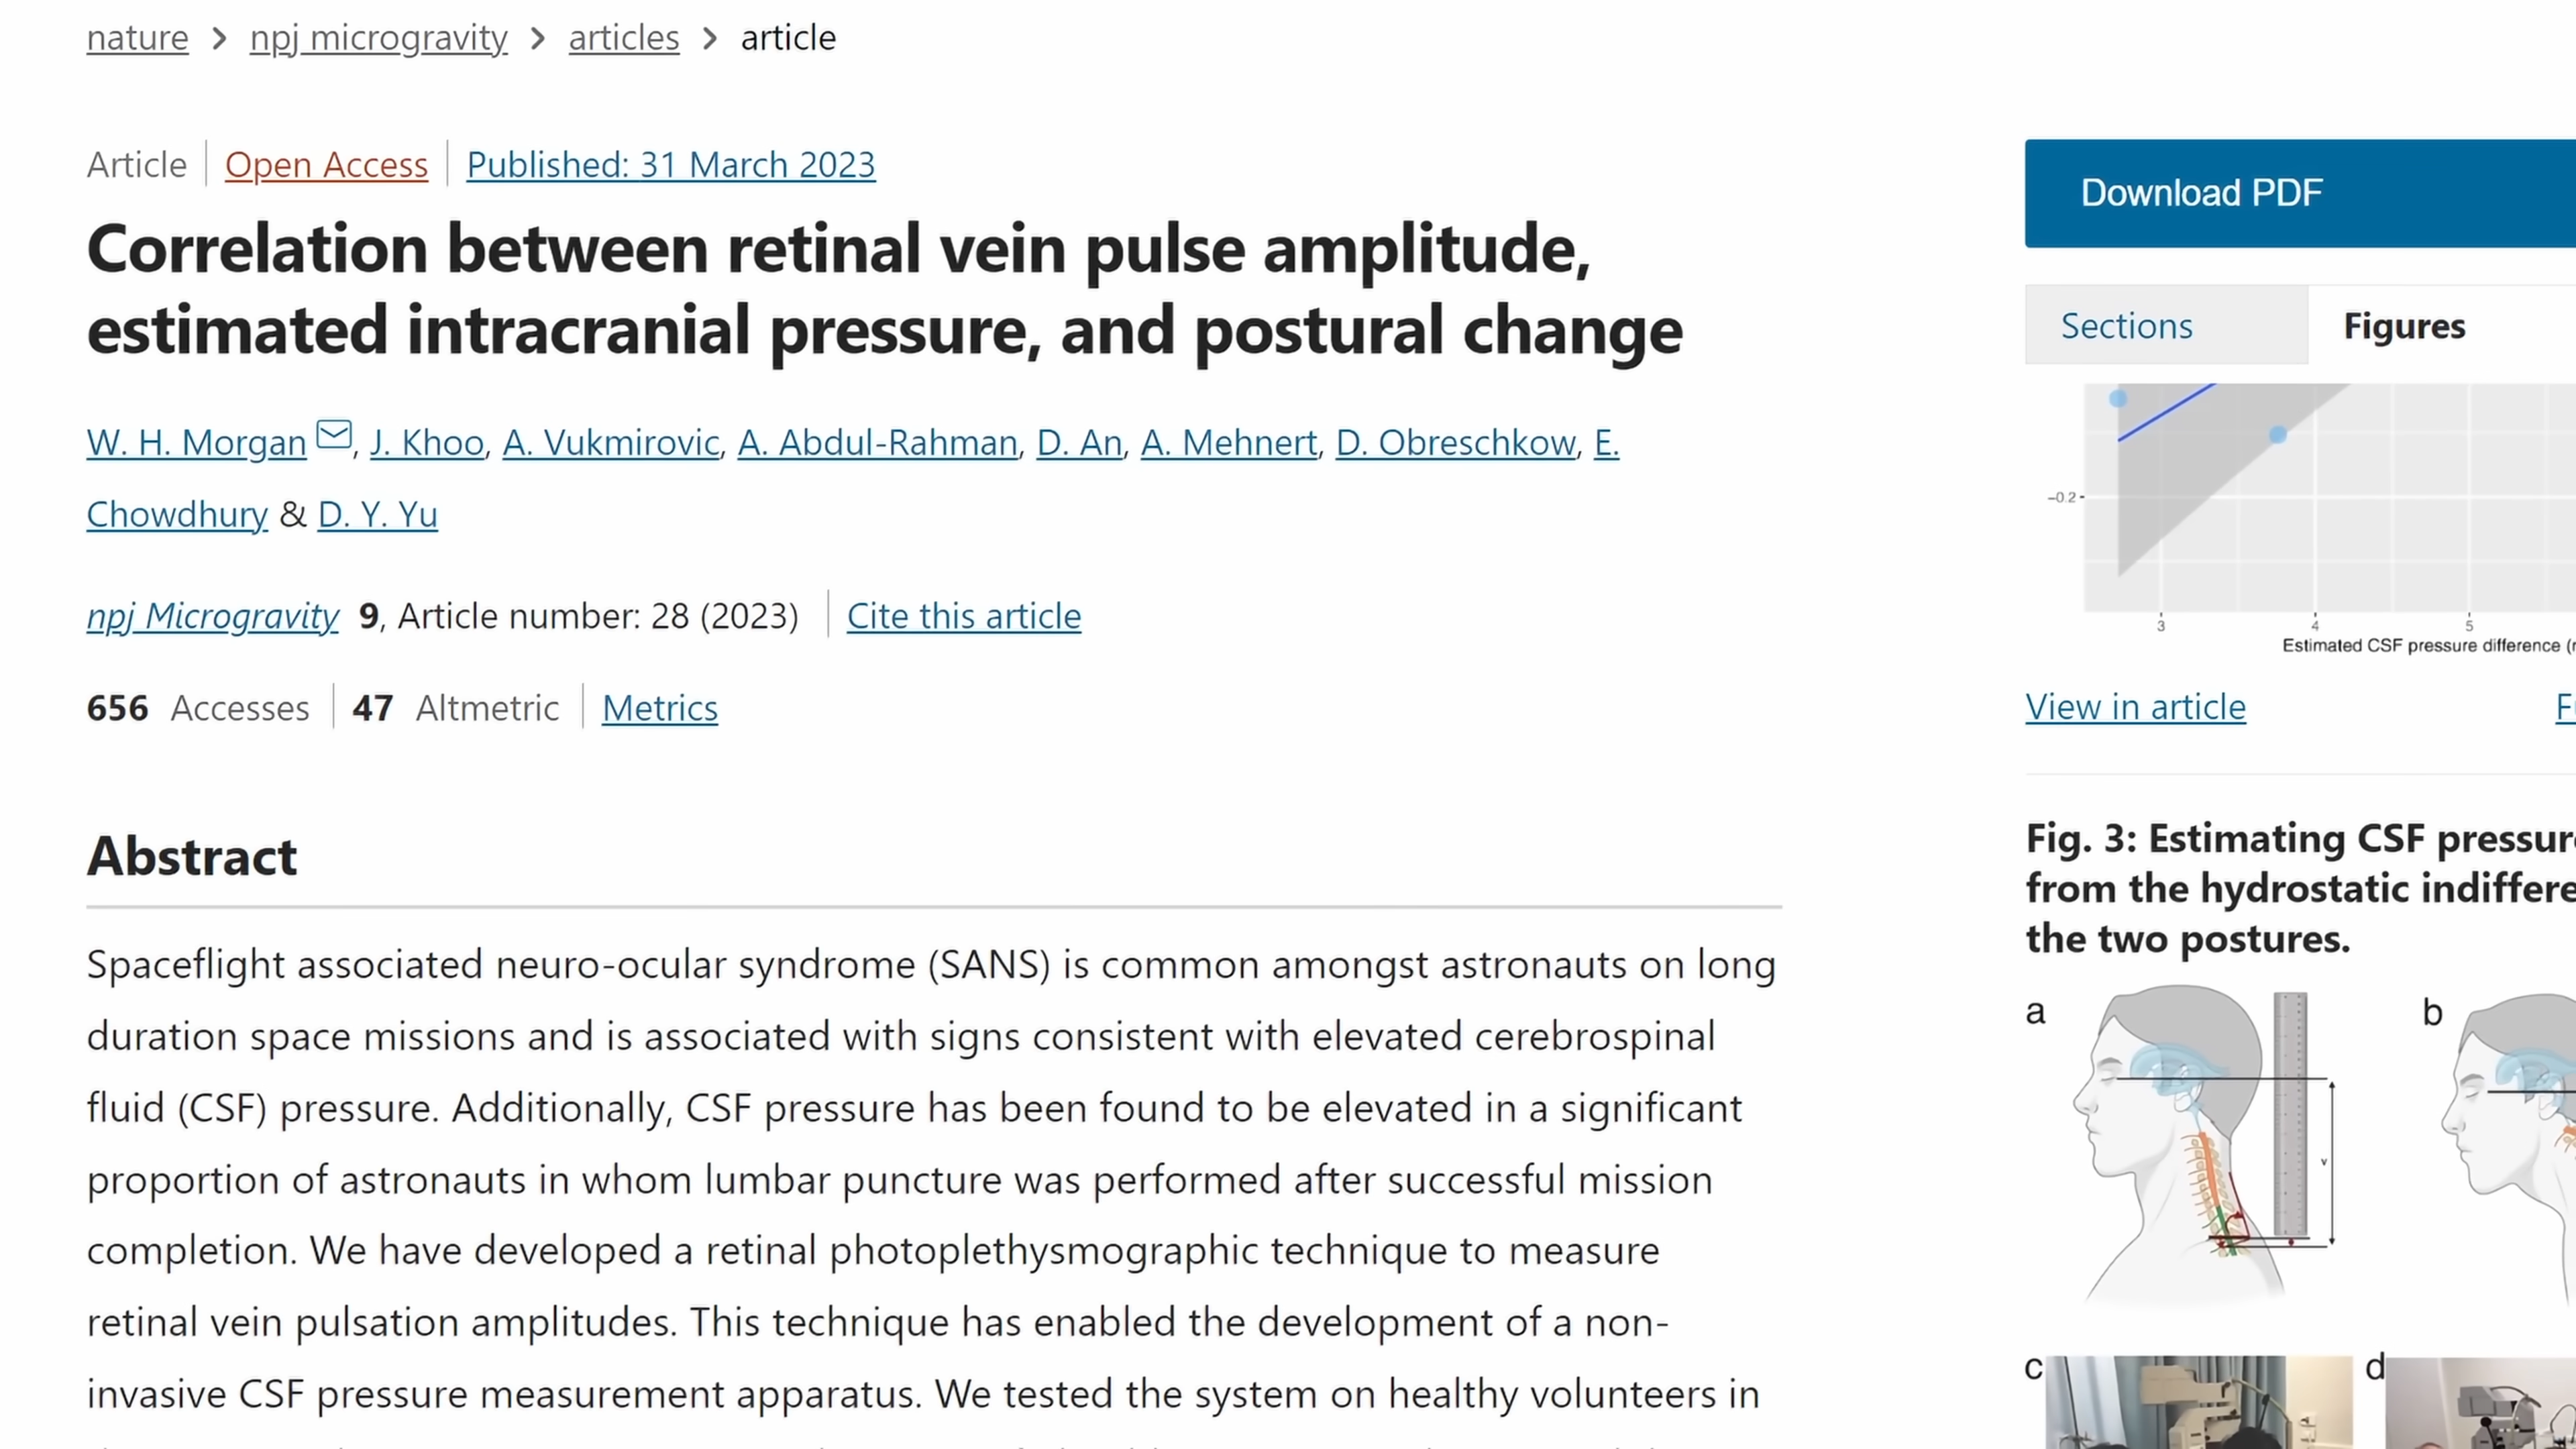 nature > npj microgravity > articles > article
Article | Open Access | Published: 31 March 2023
Correlation between retinal vein pulse amplitude,
estimated intracranial pressure, and postural change
W. H. Morgan, J. Khoo, A. Vukmirovic, A. Abdul-Rahman, D. An, A. Mehnert, D. Obreschkow, E.
Chowdhury & D. Y. Yu
npj Microgravity 9, Article number: 28 (2023) | Cite this article
656 Accesses | 47 Altmetric | Metrics
Abstract
Spaceflight associated neuro-ocular syndrome (SANS) is common amongst astronauts on long
duration space missions and is associated with signs consistent with elevated cerebrospinal
fluid (CSF) pressure. Additionally, CSF pressure has been found to be elevated in a significant
proportion of astronauts in whom lumbar puncture was performed after successful mission
completion. We have developed a retinal photoplethysmographic technique to measure
retinal vein pulsation amplitudes. This technique has enabled the development of a non-
invasive CSF pressure measurement apparatus. We tested the system on healthy volunteers in
Download PDF
Sections
Figures
-0.2
3 4 5
Estimated CSF pressure difference (
View in article
Fig. 3: Estimating CSF pressur
from the hydrostatic indiffere
the two postures.
a b
v
c d